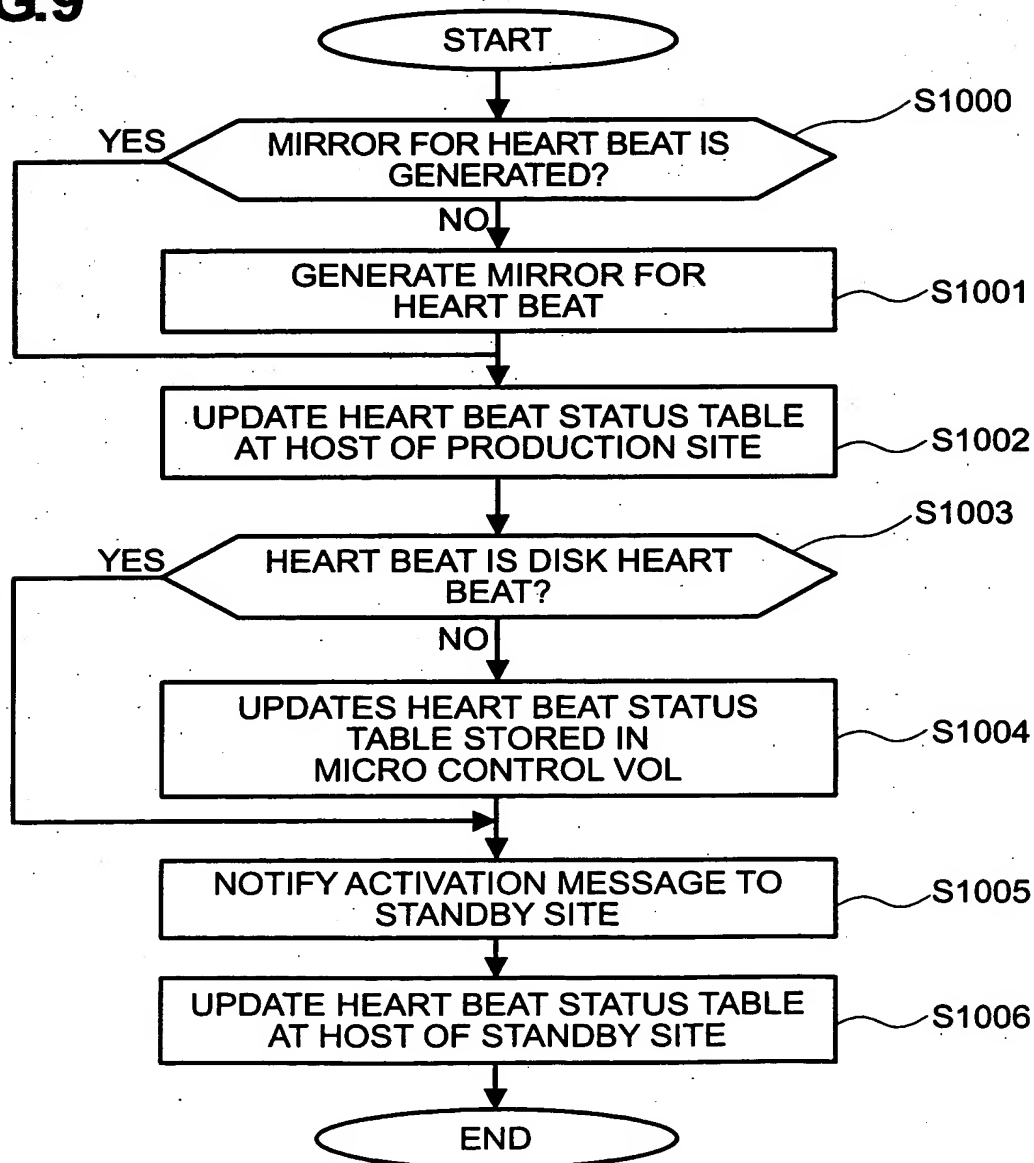 G.9
START
S1000
YES
MIRROR FOR HEART BEAT IS
GENERATED?
NO
GENERATE MIRROR FOR
HEART BEAT
S1001
UPDATE HEART BEAT STATUS TABLE
AT HOST OF PRODUCTION SITE
S1002
S1003
YES
HEART BEAT IS DISK HEART
BEAT?
NO
UPDATES HEART BEAT STATUS
TABLE STORED IN
MICRO CONTROL VOL
S1004
NOTIFY ACTIVATION MESSAGE TO
STANDBY SITE
S1005
UPDATE HEART BEAT STATUS TABLE
AT HOST OF STANDBY SITE
S1006
END